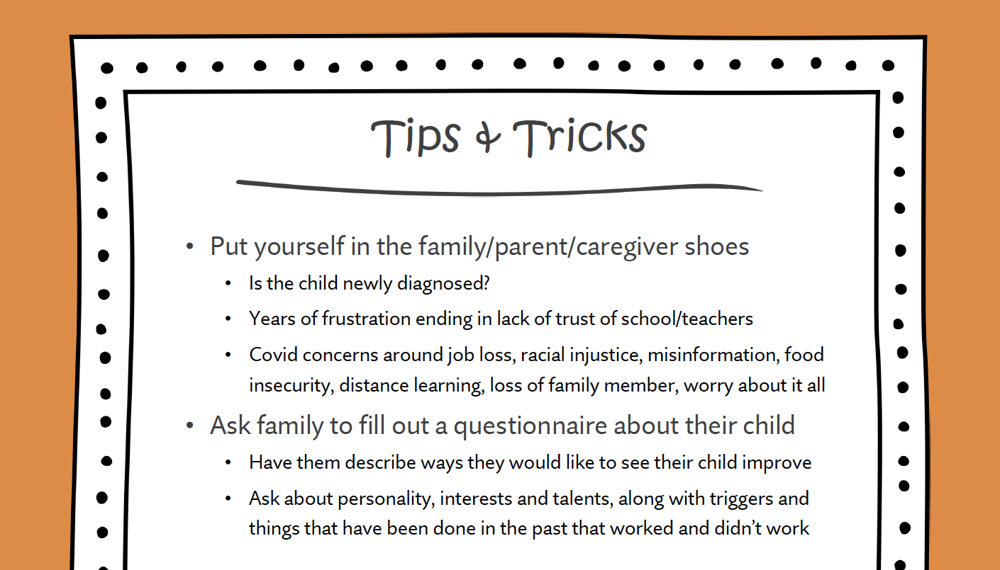 Tips & Tricks
• Put yourself in the family/parent/caregiver shoes
• Is the child newly diagnosed?
• Years of frustration ending in lack of trust of school/teachers
• Covid concerns around job loss, racial injustice, misinformation, food
insecurity, distance learning, loss of family member, worry about it all
• Ask family to fill out a questionnaire about their child
• Have them describe ways they would like to see their child improve
• Ask about personality, interests and talents, along with triggers and
things that have been done in the past that worked and didn’t work